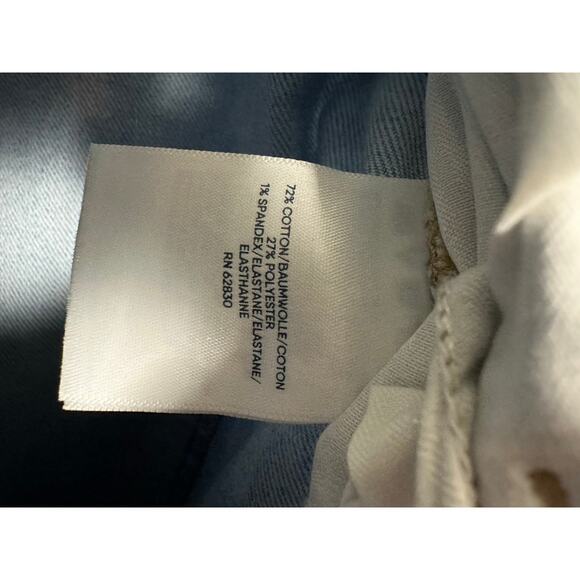 72% COTTON/BAUMWOLLE/COTON
27% POLYESTER
1% SPANDEX/ELASTANE/ELASTANE/
ELASTHANNE
RN 62830